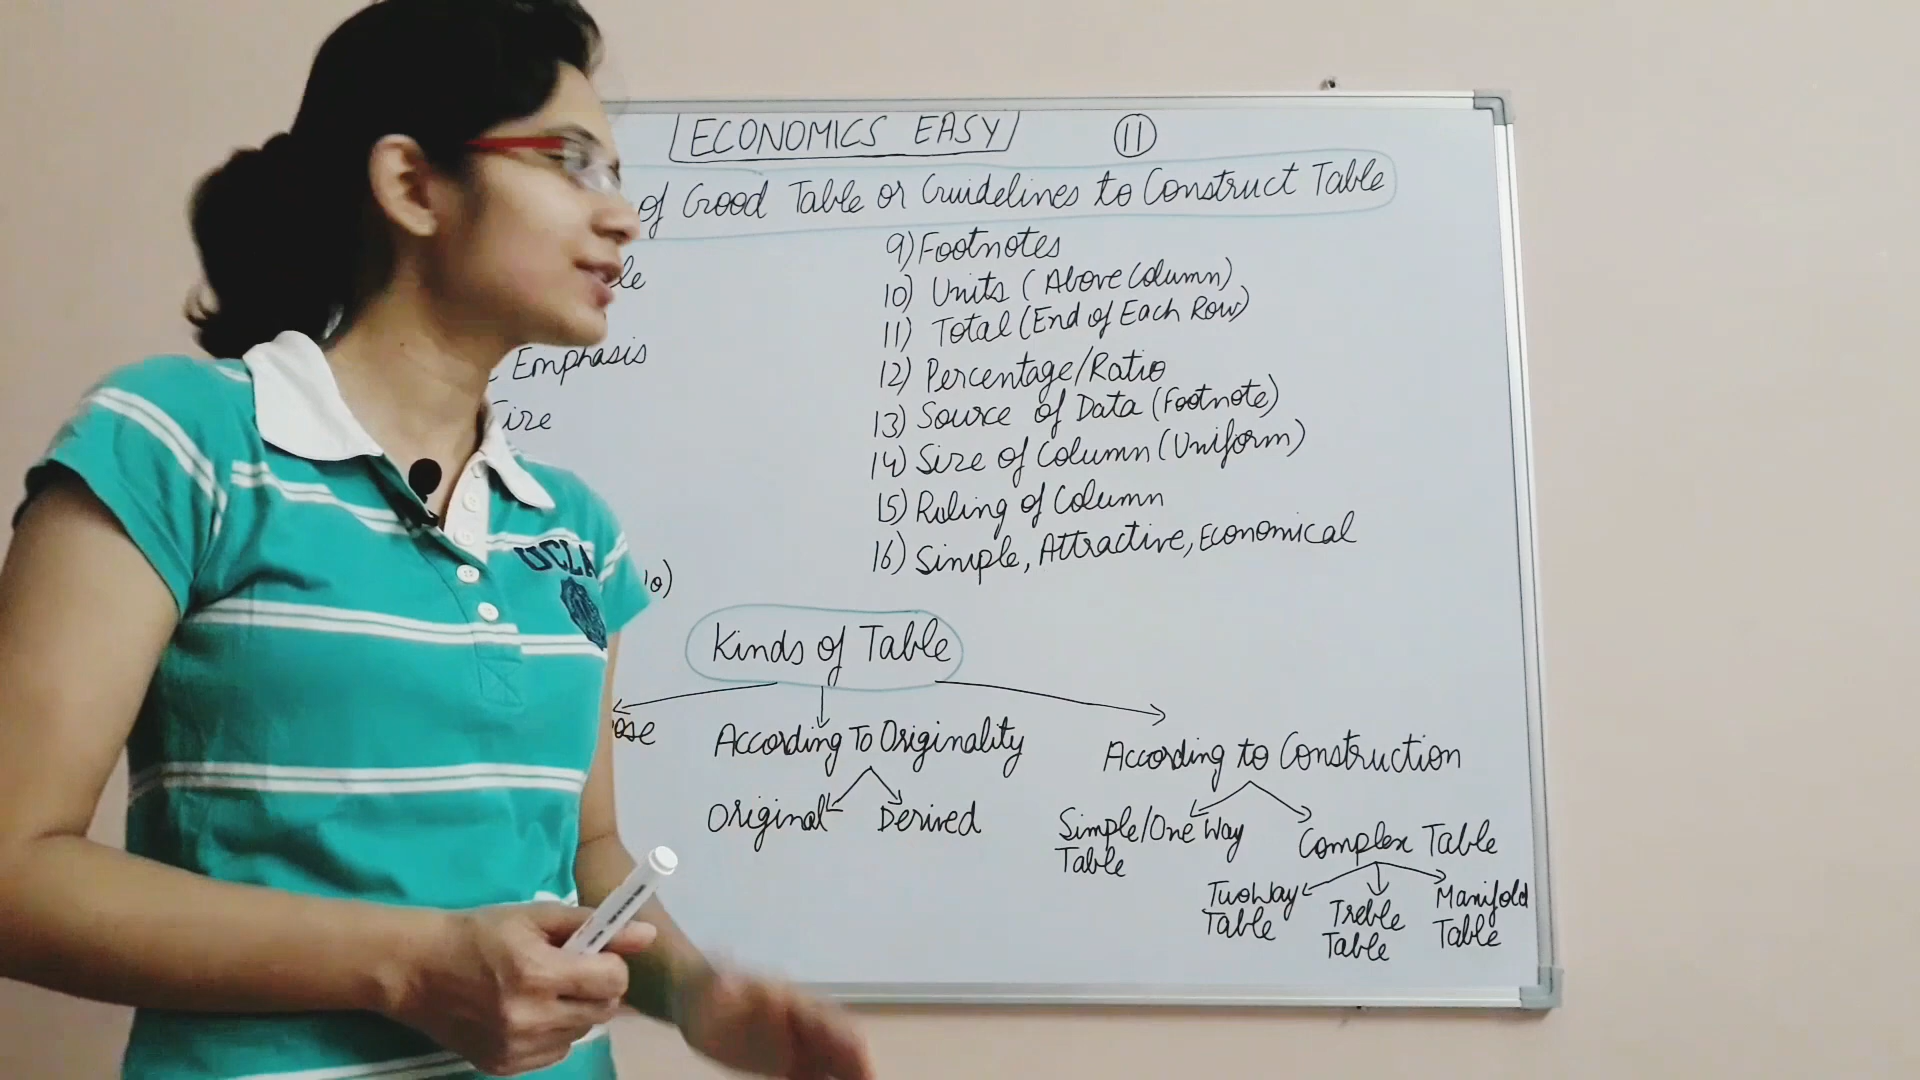 ECONOMICS EASY
11
of Good Table or Guidelines to Construct Table
9) Footnotes
10) Units (Above Column)
11) Total (End of Each Row)
Emphasis
12) Percentage/Ratio
13) Source of Data (Footnote)
14) Size of Column (Uniform)
15) Ruling of Column
16) Simple, Attractive, Economical
UCLA
Kinds of Table
According To Originality
According to Construction
Original
Derived
Simple/One Way
Table
Complex Table
Two Way
Table
Treble
Table
Manifold
Table